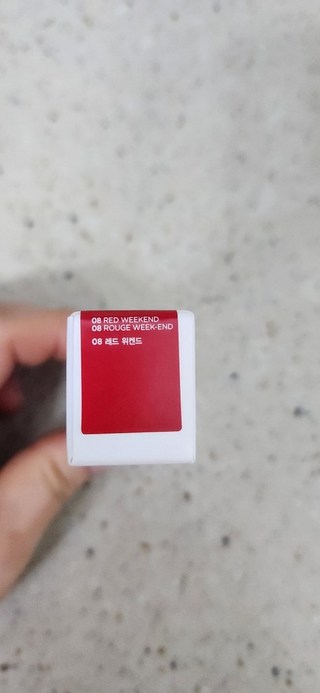 08 RED WEEKEND
08 ROUGE WEEK-END
08 레드 위켄드